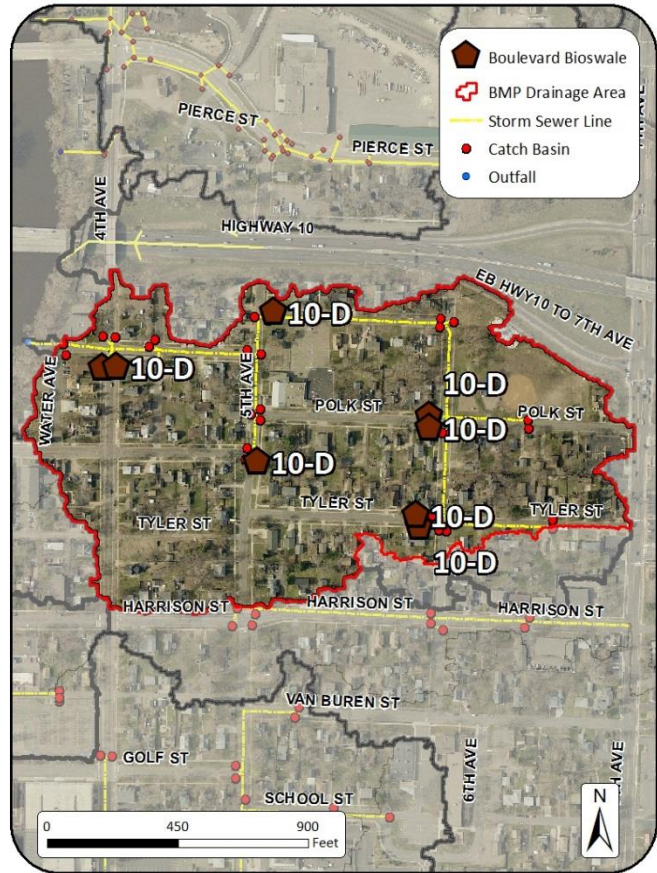 Boulevard Bioswale
BMP Drainage Area
Storm Sewer Line
Catch Basin
Outfall
PIERCE ST
PIERCE ST
4TH AVE
HIGHWAY 10
EB HWY10 TO 7TH AVE
10-D
10-D
10-D
WATER AVE
5TH AVE
POLK ST
POLK ST
10-D
10-D
TYLER ST
TYLER ST
10-D
TYLER ST
10-D
HARRISON ST
HARRISON ST
HARRISON ST
VAN BUREN ST
GOLF ST
6TH AVE
AVE
SCHOOL ST
N
0 450 900
Feet